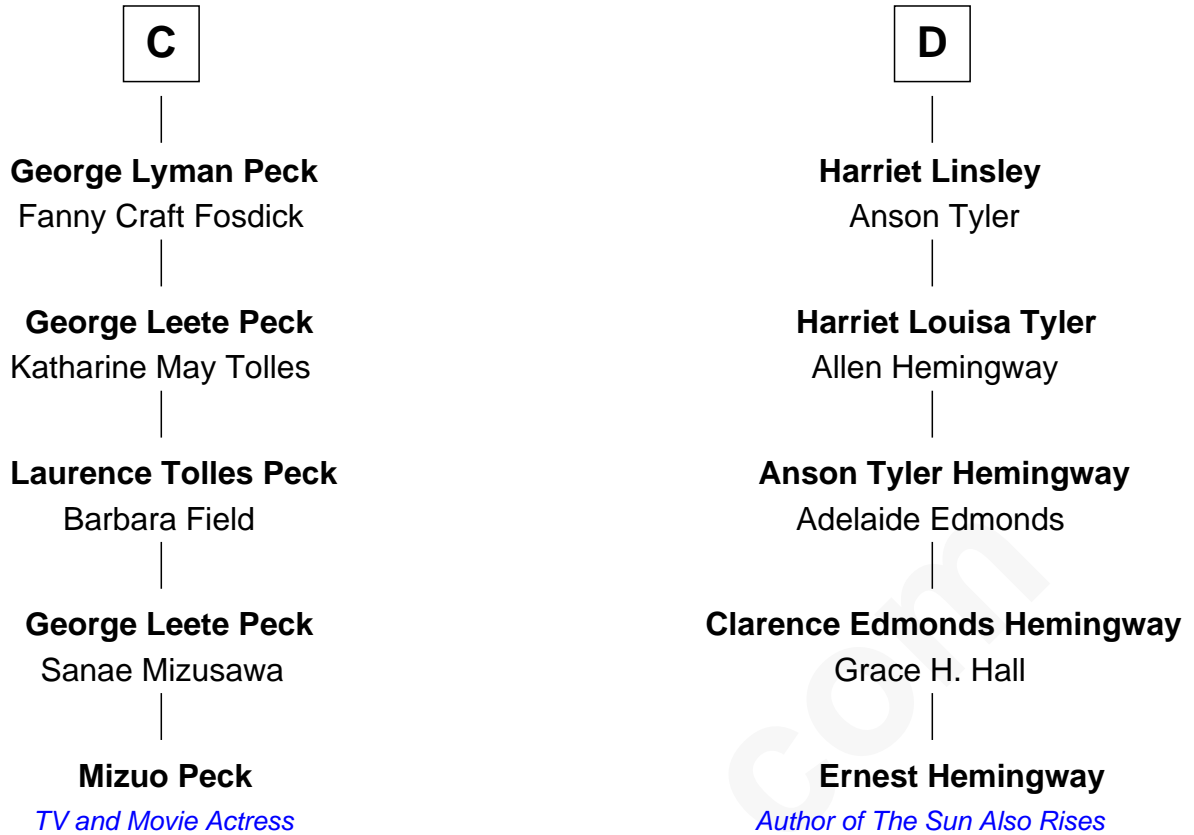 C
George Lyman Peck
Fanny Craft Fosdick
George Leete Peck
Katharine May Tolles
Laurence Tolles Peck
Barbara Field
George Leete Peck
Sanae Mizusawa
Mizuo Peck
TV and Movie Actress
D
Harriet Linsley
Anson Tyler
Harriet Louisa Tyler
Allen Hemingway
Anson Tyler Hemingway
Adelaide Edmonds
Clarence Edmonds Hemingway
Grace H. Hall
Ernest Hemingway
Author of The Sun Also Rises
com